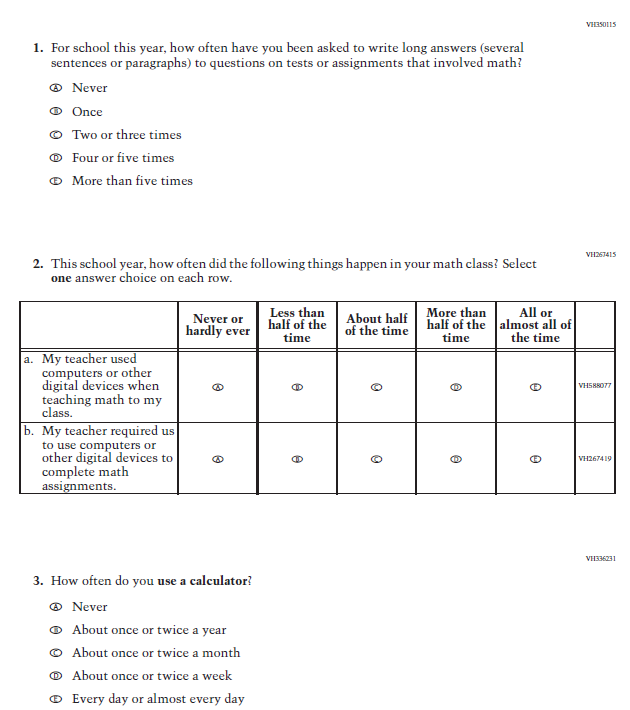 VH350115
1. For school this year, how often have you been asked to write long answers (several
sentences or paragraphs) to questions on tests or assignments that involved math?
Ⓐ Never
Ⓑ Once
Ⓒ Two or three times
Ⓓ Four or five times
Ⓔ More than five times
VH267415
2. This school year, how often did the following things happen in your math class? Select
one answer choice on each row.
Never or
hardly ever
Less than
half of the
time
About half
of the time
More than
half of the
time
All or
almost all of
the time
a. My teacher used
computers or other
digital devices when
teaching math to my
class.
Ⓐ Ⓑ Ⓒ Ⓓ Ⓔ VH588077
b. My teacher required us
to use computers or
other digital devices to
complete math
assignments.
Ⓐ Ⓑ Ⓒ Ⓓ Ⓔ VH267419
VH336231
3. How often do you use a calculator?
Ⓐ Never
Ⓑ About once or twice a year
Ⓒ About once or twice a month
Ⓓ About once or twice a week
Ⓔ Every day or almost every day